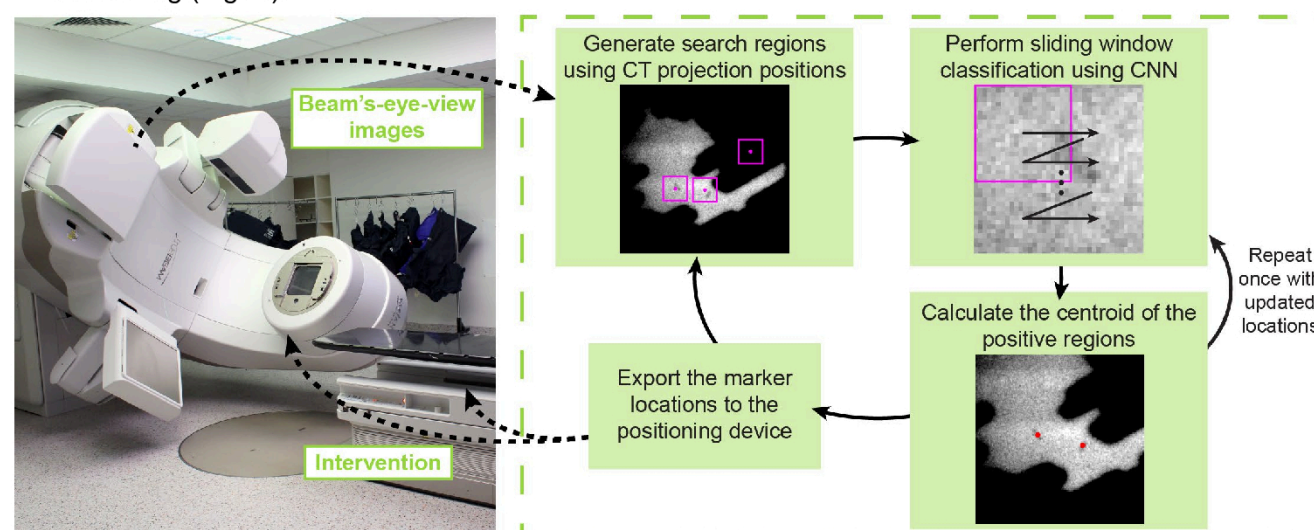 Beam's-eye-view
images
Intervention
Generate search regions
using CT projection positions
Perform sliding window
classification using CNN
Repeat
once with
updated
locations
Calculate the centroid of the
positive regions
Export the marker
locations to the
positioning device